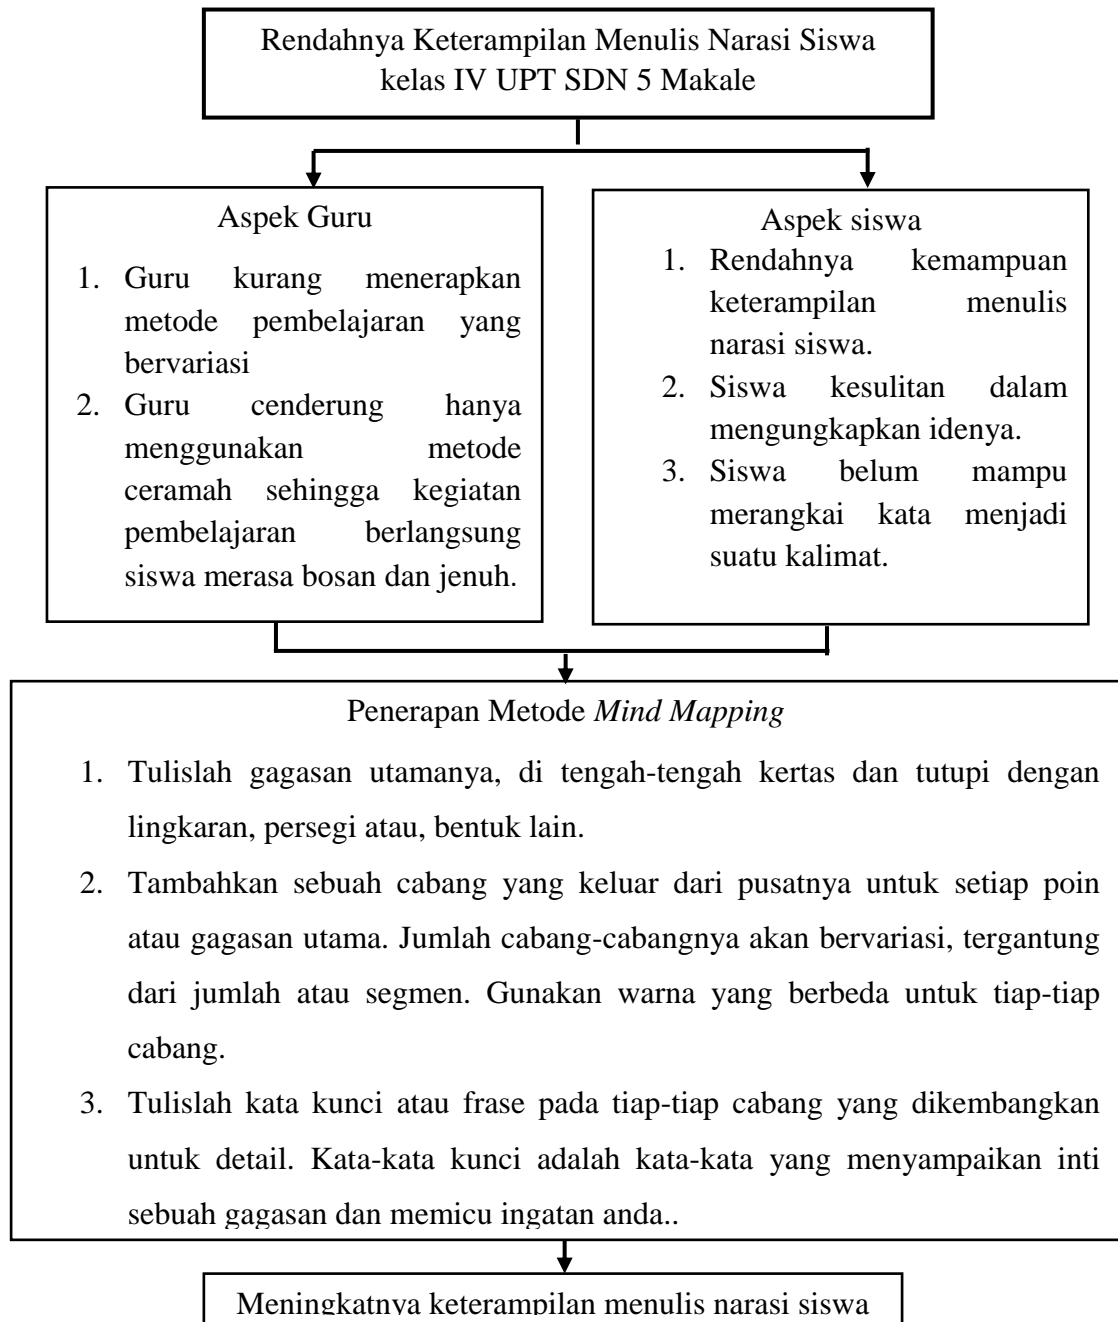 Rendahnya Keterampilan Menulis Narasi Siswa
kelas IV UPT SDN 5 Makale
Aspek Guru
1. Guru kurang menerapkan
metode pembelajaran yang
bervariasi
2. Guru cenderung hanya
menggunakan metode
ceramah sehingga kegiatan
pembelajaran berlangsung
siswa merasa bosan dan jenuh.
Aspek siswa
1. Rendahnya kemampuan
keterampilan menulis
narasi siswa.
2. Siswa kesulitan dalam
mengungkapkan idenya.
3. Siswa belum mampu
merangkai kata menjadi
suatu kalimat.
Penerapan Metode Mind Mapping
1. Tulislah gagasan utamanya, di tengah-tengah kertas dan tutupi dengan
lingkaran, persegi atau, bentuk lain.
2. Tambahkan sebuah cabang yang keluar dari pusatnya untuk setiap poin
atau gagasan utama. Jumlah cabang-cabangnya akan bervariasi, tergantung
dari jumlah atau segmen. Gunakan warna yang berbeda untuk tiap-tiap
cabang.
3. Tulislah kata kunci atau frase pada tiap-tiap cabang yang dikembangkan
untuk detail. Kata-kata kunci adalah kata-kata yang menyampaikan inti
sebuah gagasan dan memicu ingatan anda..
Meningkatnya keterampilan menulis narasi siswa